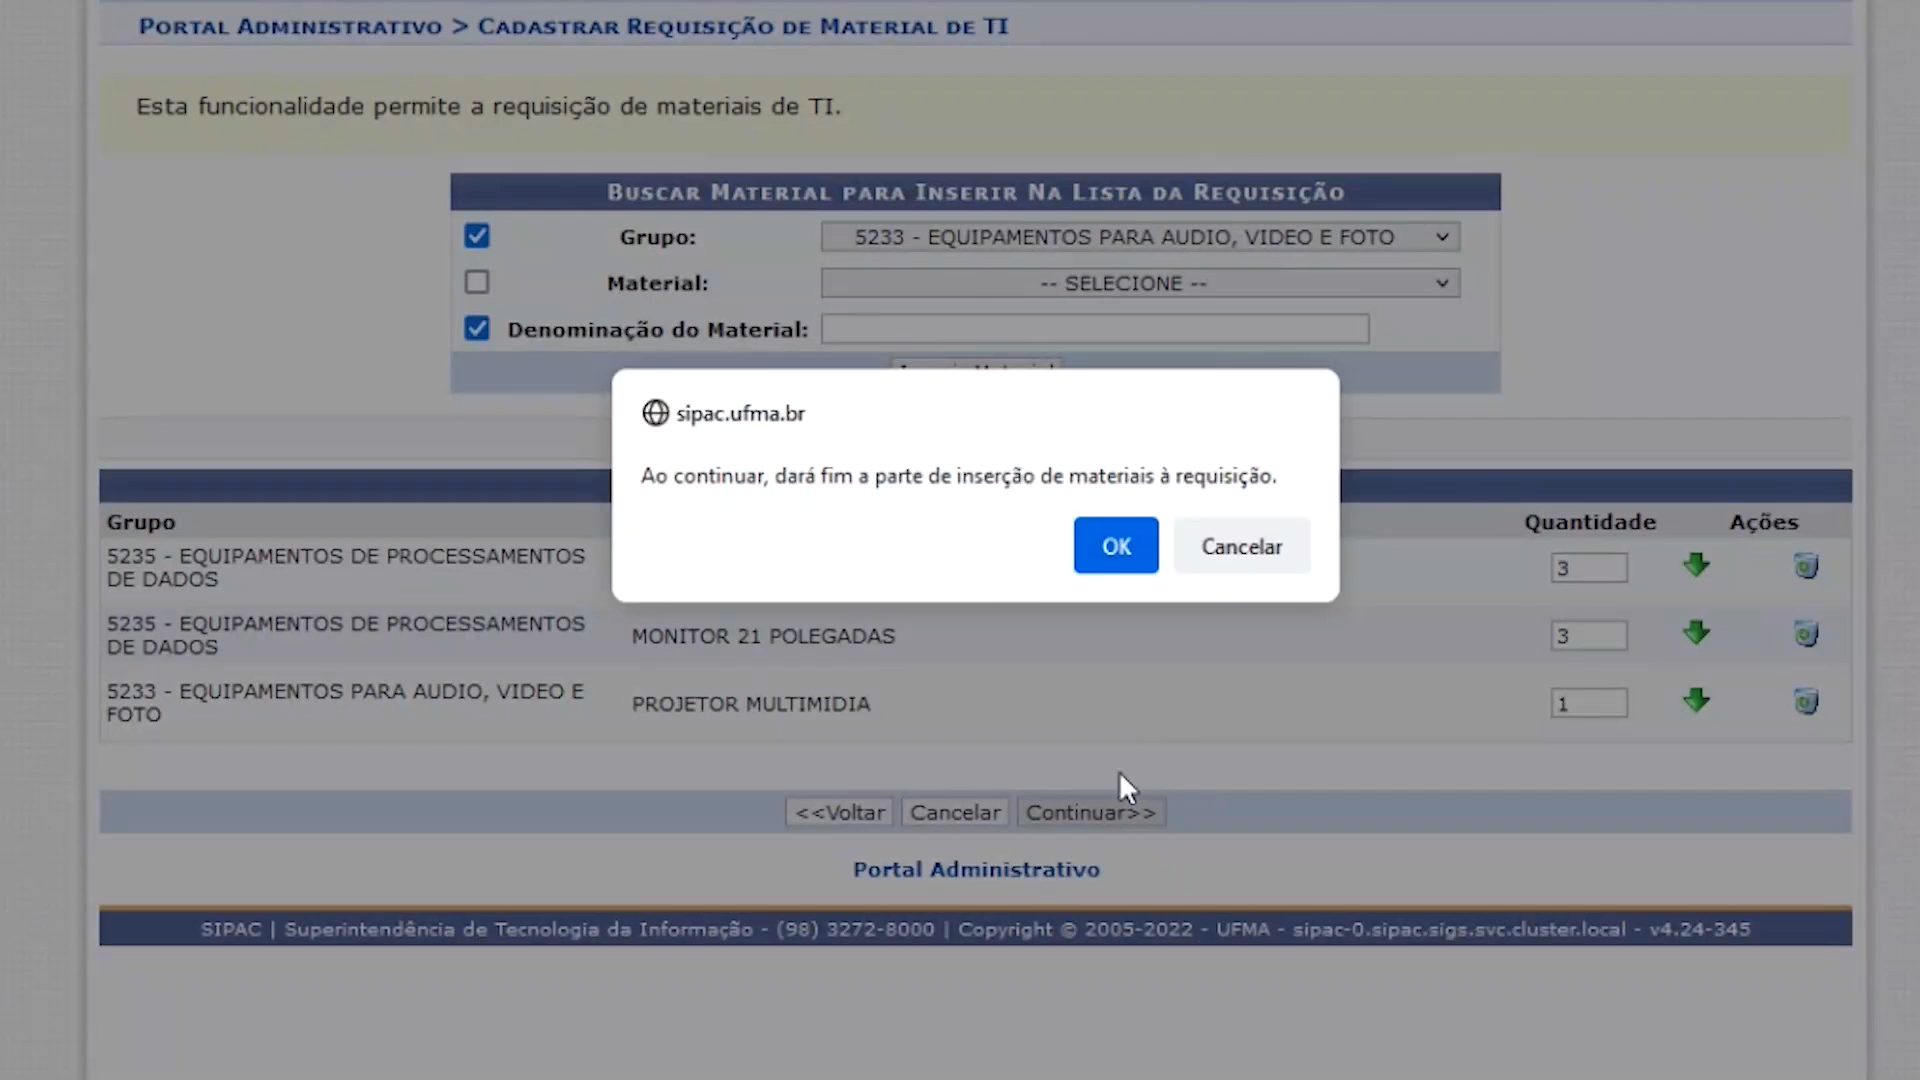 Portal Administrativo > Cadastrar Requisição de Material de TI
Esta funcionalidade permite a requisição de materiais de TI.
Buscar Material para Inserir Na Lista da Requisição
Grupo: 5233 - EQUIPAMENTOS PARA AUDIO, VIDEO E FOTO
Material: -- SELECIONE --
Denominação do Material:
sipac.ufma.br
Ao continuar, dará fim a parte de inserção de materiais à requisição.
OK Cancelar
Grupo Quantidade Ações
5235 - EQUIPAMENTOS DE PROCESSAMENTOS
DE DADOS
3
5235 - EQUIPAMENTOS DE PROCESSAMENTOS
DE DADOS
MONITOR 21 POLEGADAS 3
5233 - EQUIPAMENTOS PARA AUDIO, VIDEO E
FOTO
PROJETOR MULTIMIDIA 1
<<Voltar Cancelar Continuar>>
Portal Administrativo
SIPAC | Superintendência de Tecnologia da Informação - (98) 3272-8000 | Copyright © 2005-2022 - UFMA - sipac-0.sipac.sigs.svc.cluster.local - v4.24-345